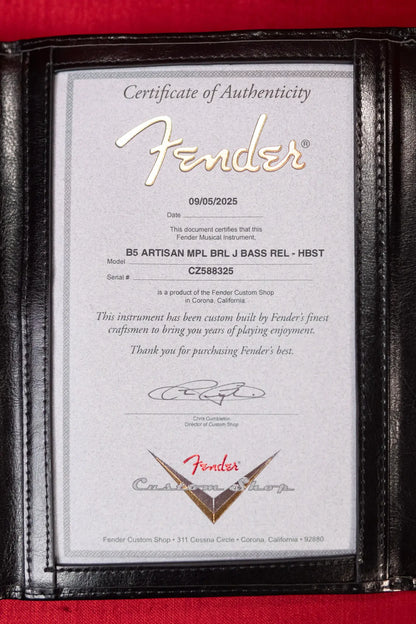 Certificate of Authenticity
Fender®
09/05/2025
Date
This document certifies that this
Fender Musical Instrument,
B5 ARTISAN MPL BRL J BASS REL - HBST
Model
CZ588325
Serial #
is a product of the Fender Custom Shop
in Corona, California.
This instrument has been custom built by Fender's finest
craftsmen to bring you years of playing enjoyment.
Thank you for purchasing Fender's best.
Chris Gumbleton
Director of Custom Shop
Fender
Custom Shop
Fender Custom Shop • 311 Cessna Circle • Corona, California • 92880